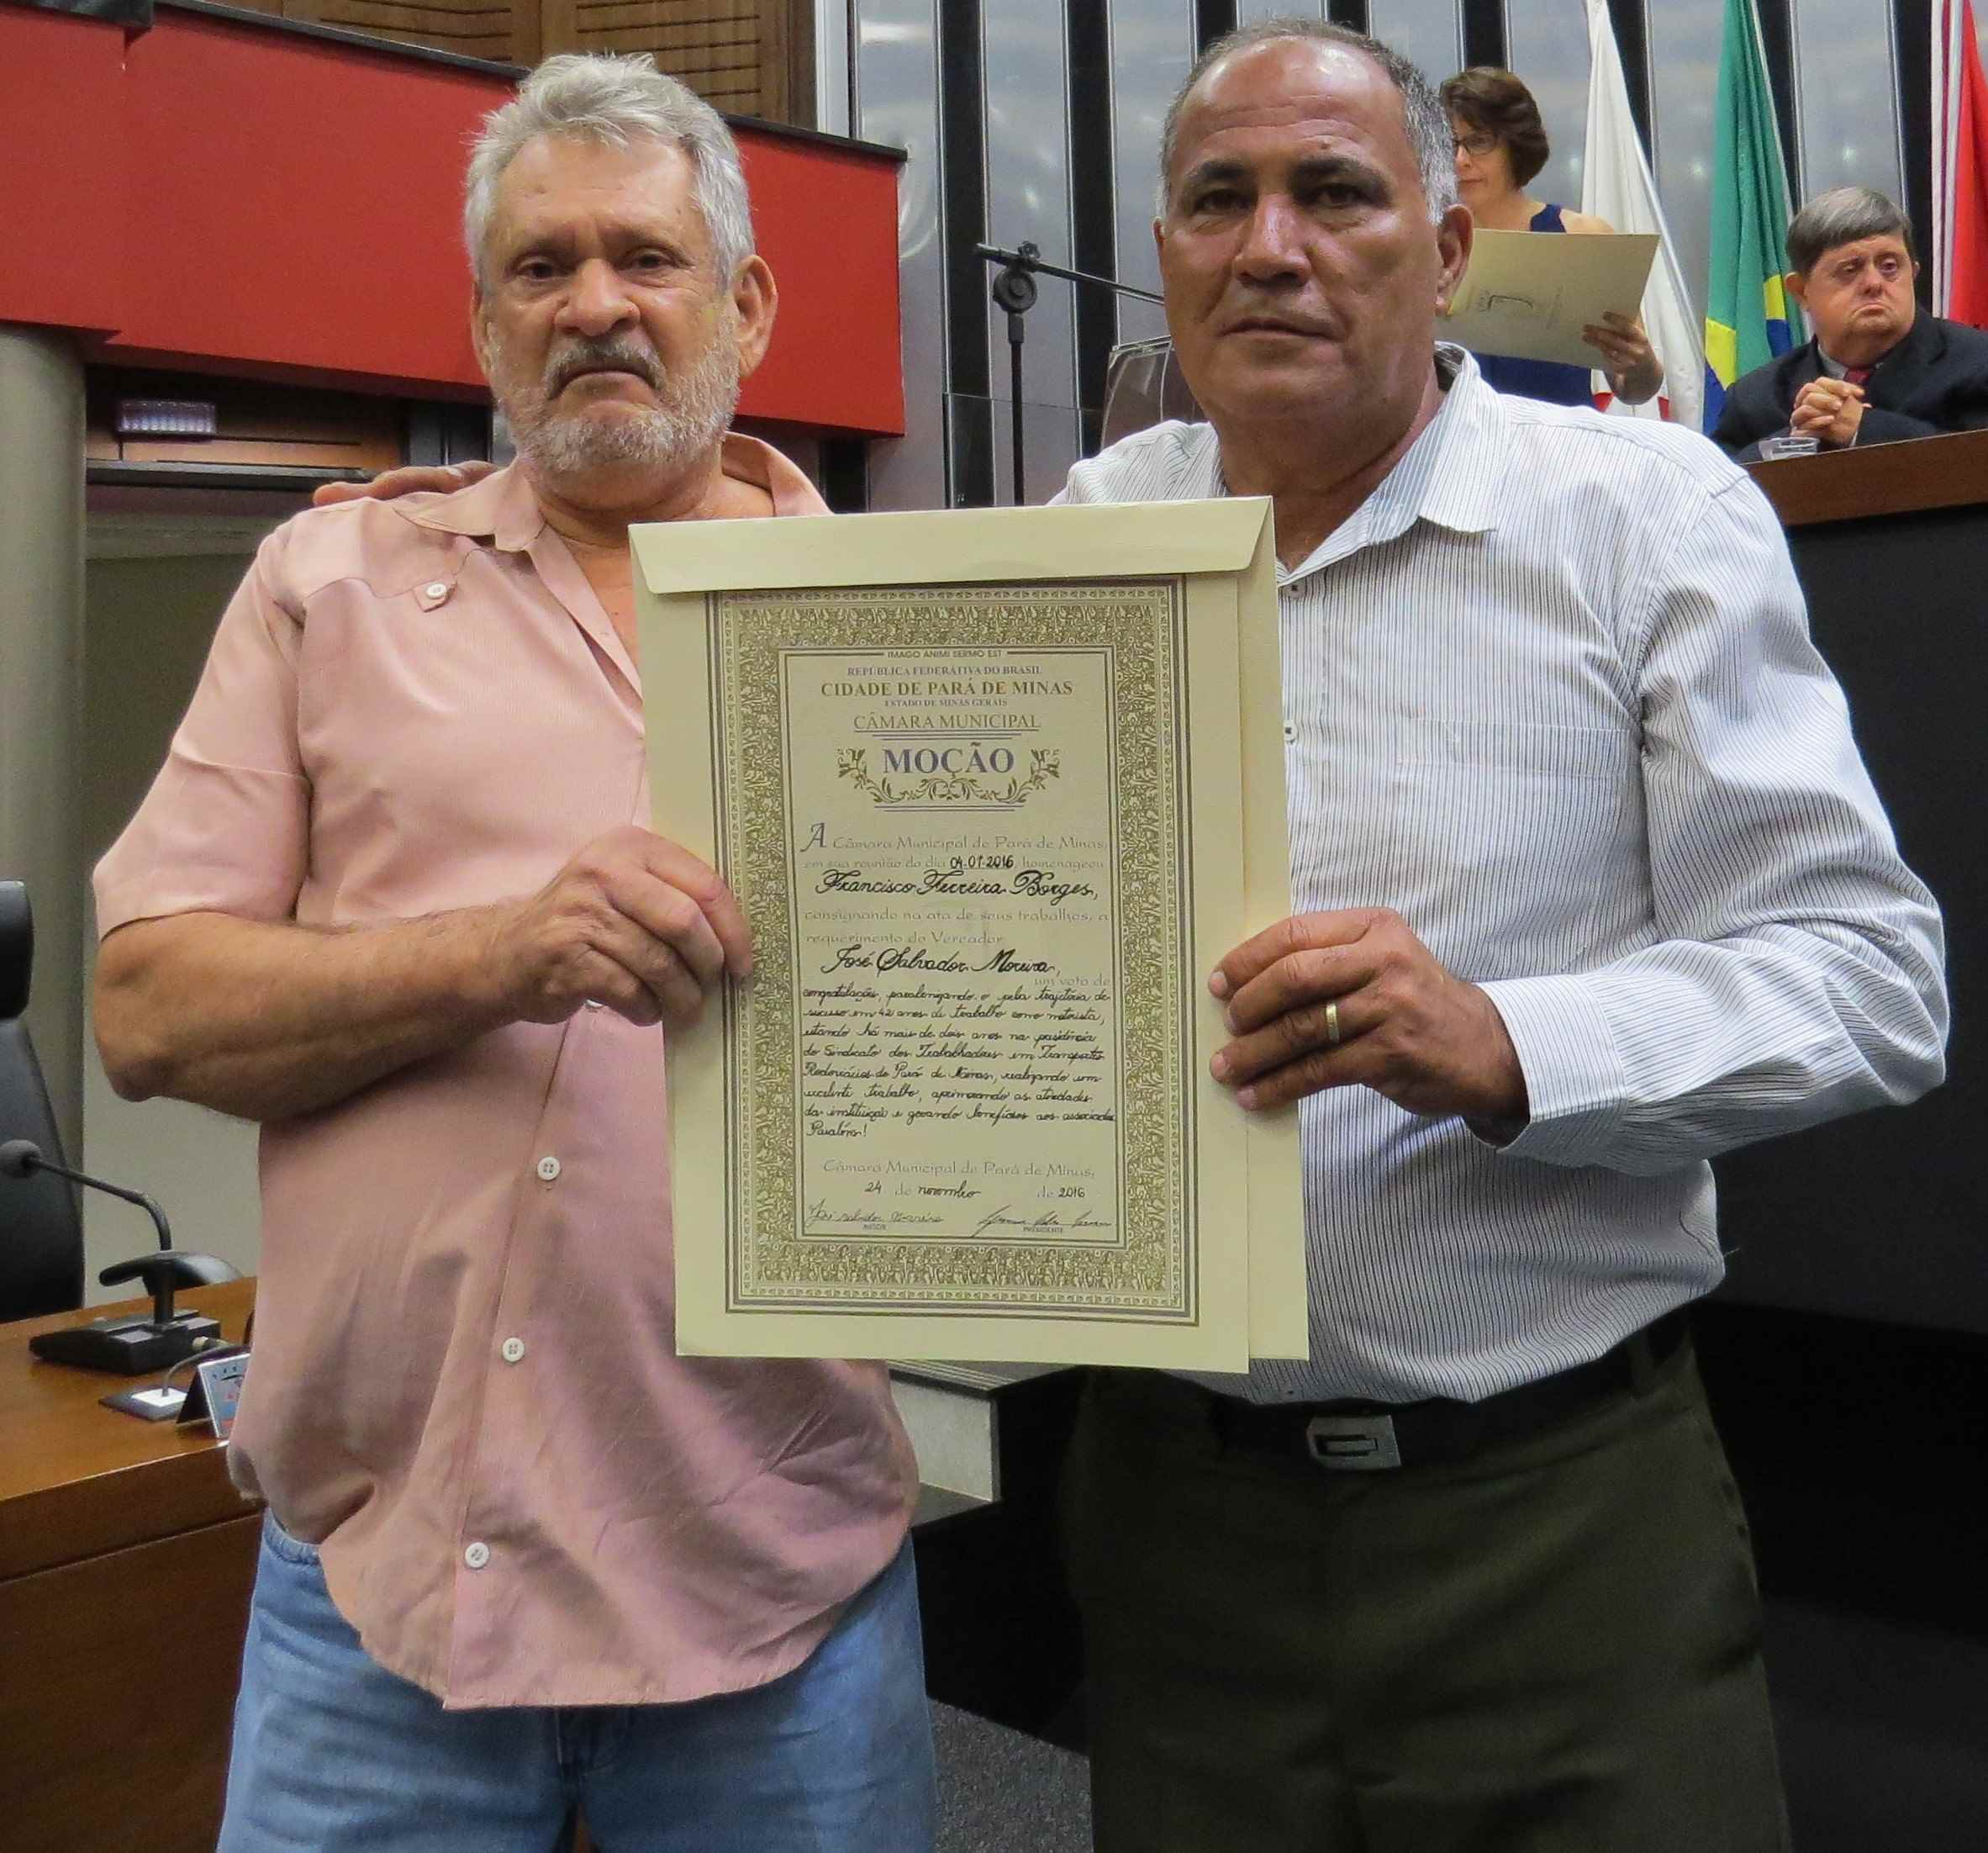 IMAGO ANIMI SERMO EST
REPÚBLICA FEDERATIVA DO BRASIL
CIDADE DE PARÁ DE MINAS
ESTADO DE MINAS GERAIS
CÂMARA MUNICIPAL
MOÇÃO
A Câmara Municipal de Pará de Minas,
em sua reunião do dia 04-07-2016, homenageou
Francisco Ferreira Borges,
consignando na ata de seus trabalhos, a
requerimento do Vereador
José Salvador Moreira,
um voto de
congratulações, parabenizando-o pela trajetória de
sucesso em 42 anos de trabalho como motorista,
estando há mais de dois anos na presidência
do Sindicato dos Trabalhadores em Transportes
Rodoviários de Pará de Minas, realizando um
excelente trabalho, aprimorando as atividades
da instituição e gerando benefícios aos associados.
Parabéns!
Câmara Municipal de Pará de Minas,
24 de novembro de 2016
José Salvador Moreira
AUTOR
PRESIDENTE